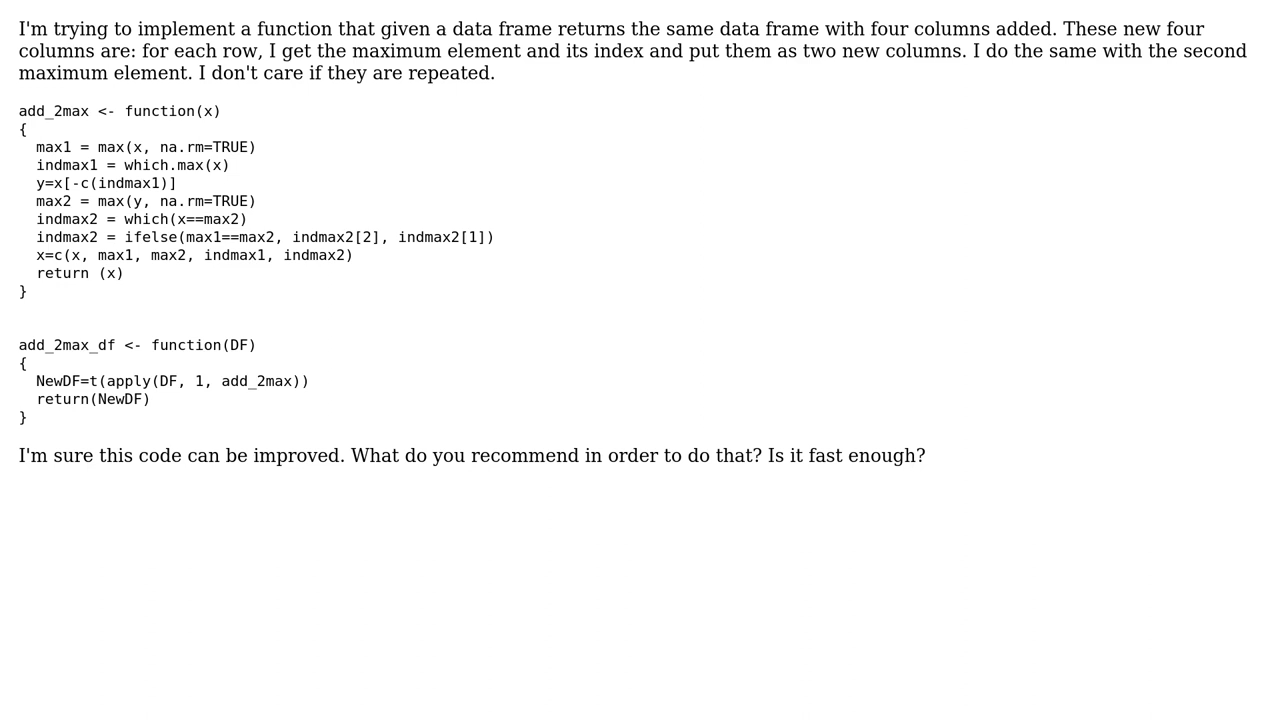 I'm trying to implement a function that given a data frame returns the same data frame with four columns added. These new four
columns are: for each row, I get the maximum element and its index and put them as two new columns. I do the same with the second
maximum element. I don't care if they are repeated.
add_2max <- function(x)
{
  max1 = max(x, na.rm=TRUE)
  indmax1 = which.max(x)
  y=x[-c(indmax1)]
  max2 = max(y, na.rm=TRUE)
  indmax2 = which(x==max2)
  indmax2 = ifelse(max1==max2, indmax2[2], indmax2[1])
  x=c(x, max1, max2, indmax1, indmax2)
  return (x)
}
add_2max_df <- function(DF)
{
  NewDF=t(apply(DF, 1, add_2max))
  return(NewDF)
}
I'm sure this code can be improved. What do you recommend in order to do that? Is it fast enough?